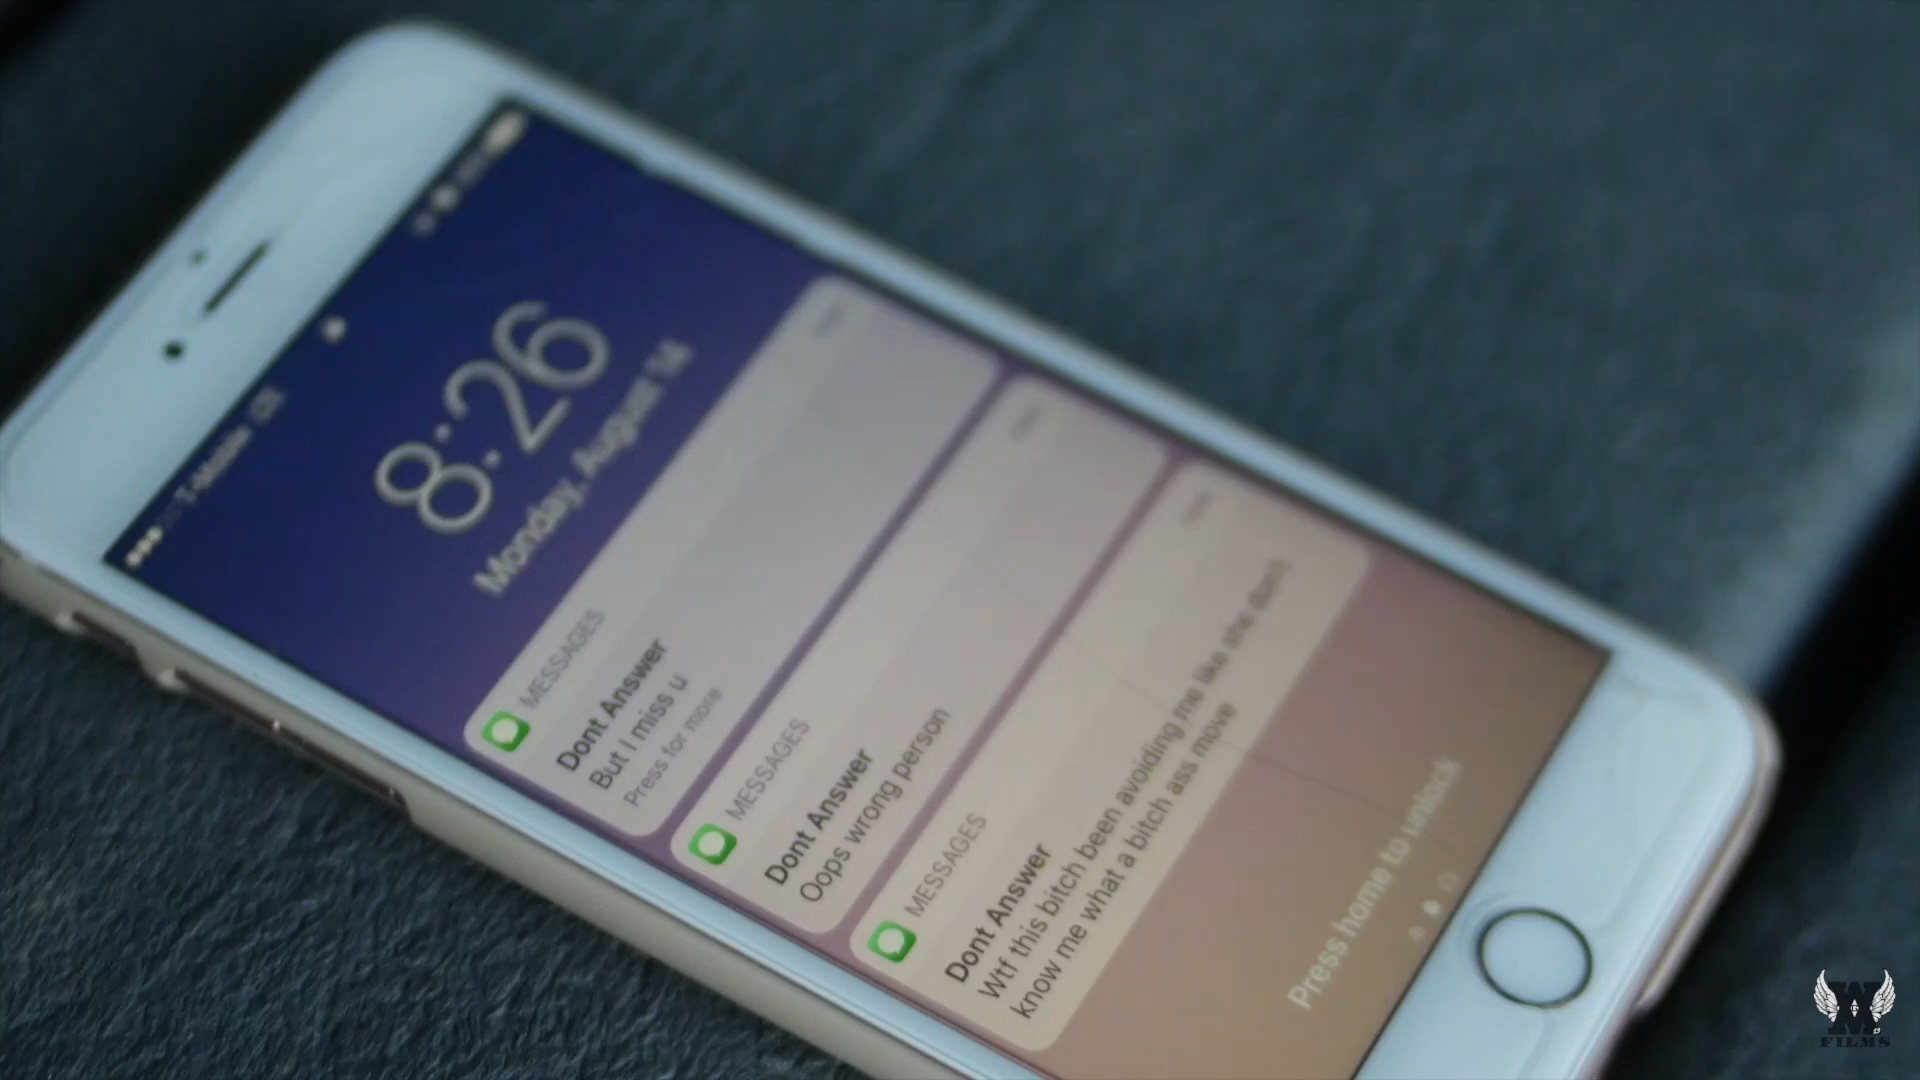 T-Mobile LTE
8:26
Monday, August 14
MESSAGES
Dont Answer
But I miss u
Press for more
MESSAGES
Dont Answer
Oops wrong person
MESSAGES
Dont Answer
Wtf this bitch been avoiding me like she don't
know me what a bitch ass move
Press home to unlock
W
FILMS